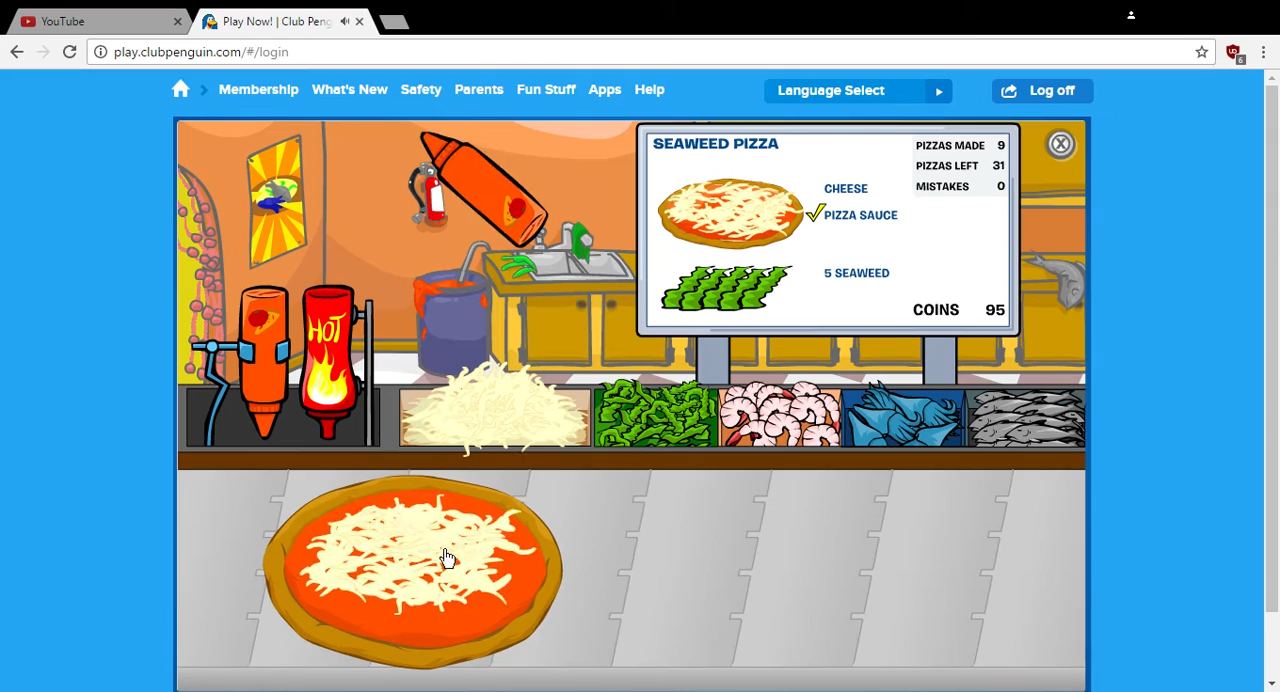 YouTube
Play Now! | Club Peng
play.clubpenguin.com/#/login
6
Membership What's New Safety Parents Fun Stuff Apps Help
Language Select
Log off
SEAWEED PIZZA
PIZZAS MADE 9
PIZZAS LEFT 31
MISTAKES 0
CHEESE
PIZZA SAUCE
5 SEAWEED
COINS 95
HOT